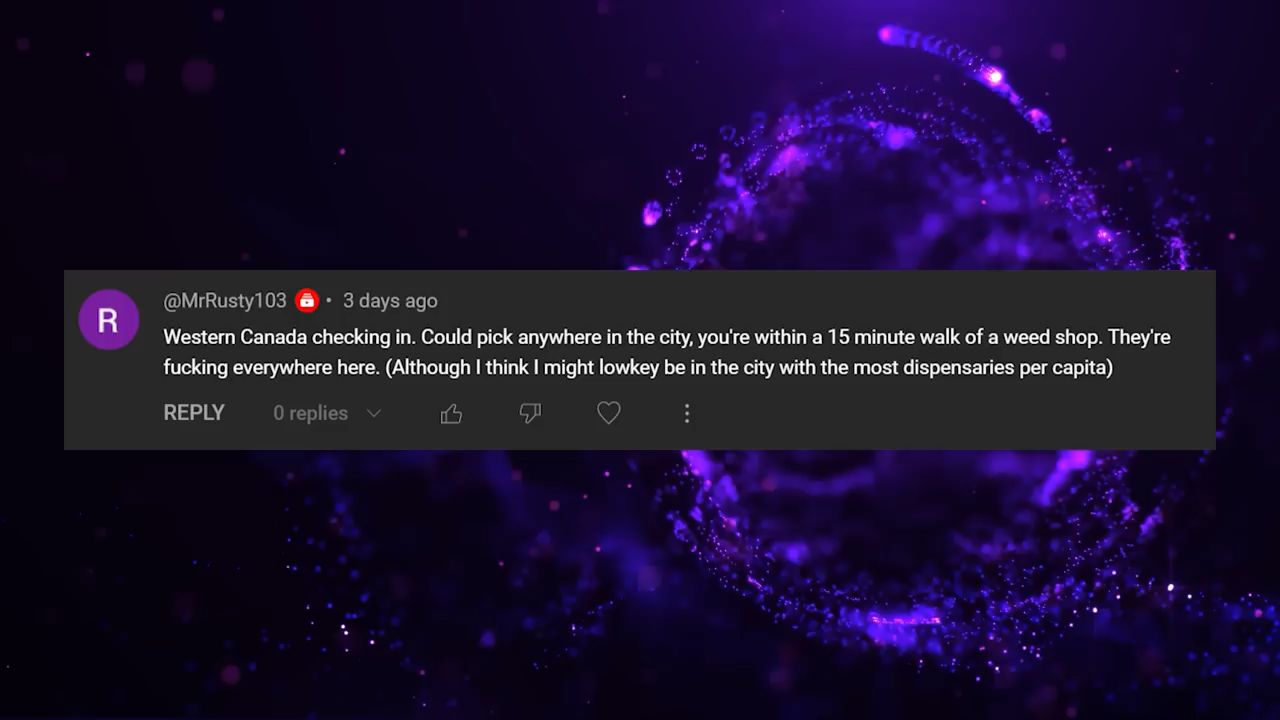 R
@MrRusty103 • 3 days ago
Western Canada checking in. Could pick anywhere in the city, you're within a 15 minute walk of a weed shop. They're
fucking everywhere here. (Although I think I might lowkey be in the city with the most dispensaries per capita)
REPLY 0 replies